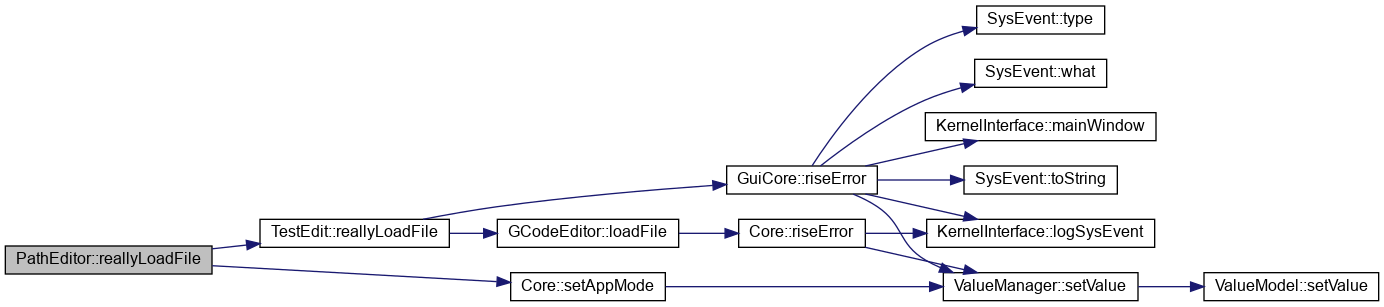 SysEvent::type
SysEvent::what
KernelInterface::mainWindow
GuiCore::riseError
SysEvent::toString
TestEdit::reallyLoadFile
GCodeEditor::loadFile
Core::riseError
KernelInterface::logSysEvent
PathEditor::reallyLoadFile
Core::setAppMode
ValueManager::setValue
ValueModel::setValue